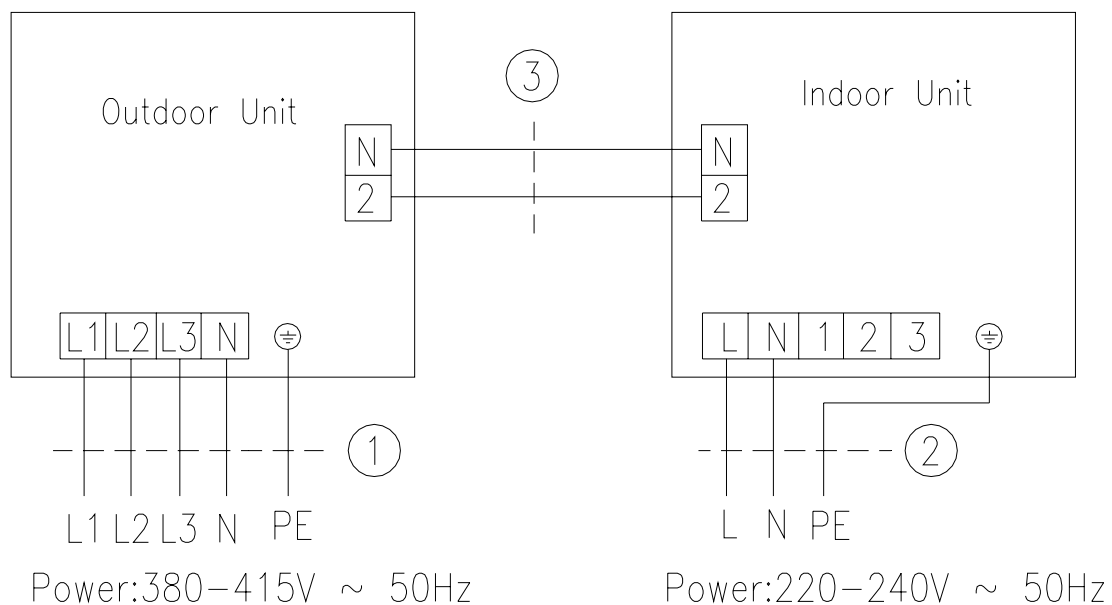 Outdoor Unit
Indoor Unit
3
N
N
2
2
L1 L2 L3 N
L N 1 2 3
1
2
L1 L2 L3 N PE
L N PE
Power:380-415V ~ 50Hz
Power:220-240V ~ 50Hz